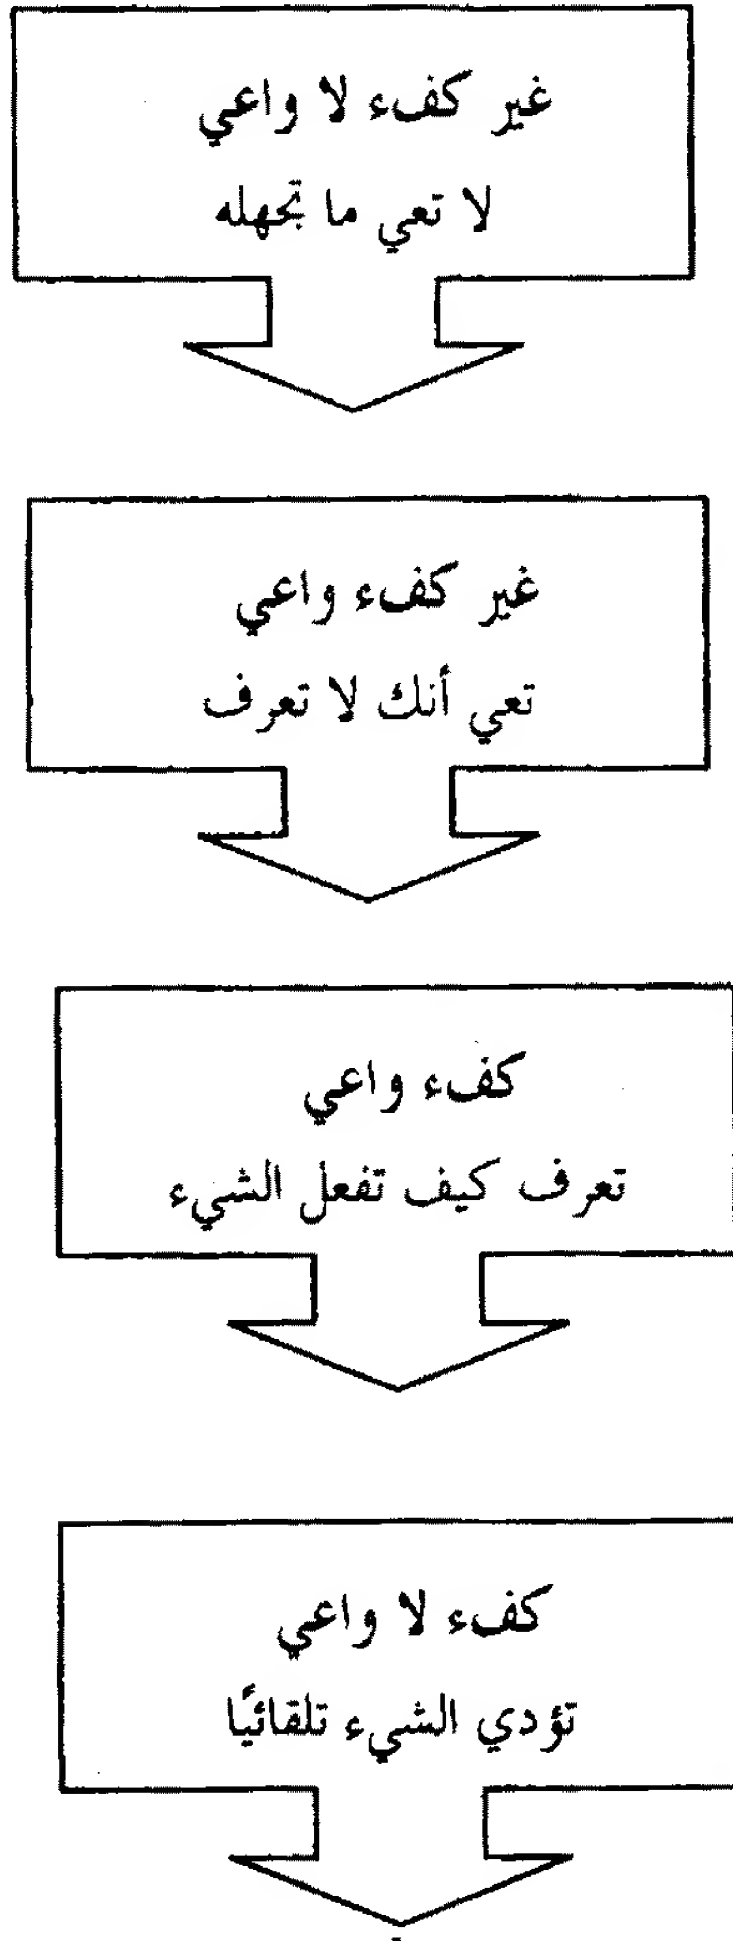 غير كفء لا واعي
لا تعي ما تجهله
غير كفء واعي
تعي أنك لا تعرف
كفء واعي
تعرف كيف تفعل الشيء
كفء لا واعي
تؤدي الشيء تلقائيًا